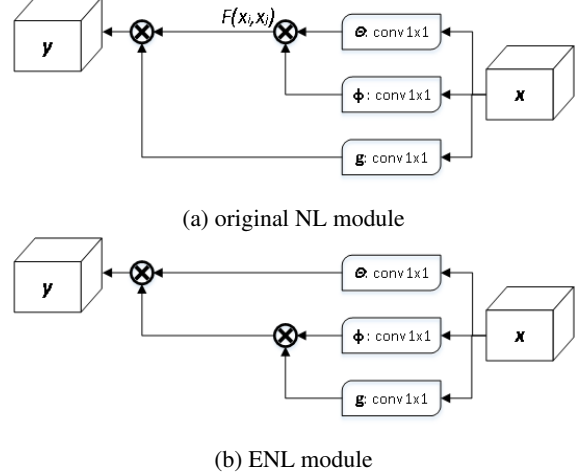 F(xᵢ,xⱼ)
Θ: conv1x1
y
ϕ: conv1x1
x
g: conv1x1
(a) original NL module
Θ: conv1x1
y
ϕ: conv1x1
x
g: conv1x1
(b) ENL module